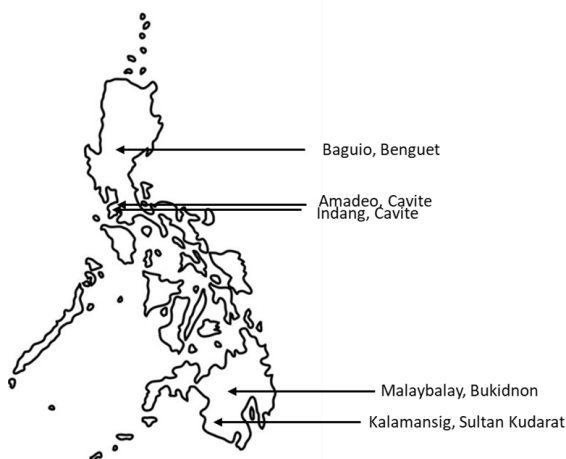 Baguio, Benguet
Amadeo, Cavite
Indang, Cavite
Malaybalay, Bukidnon
Kalamansig, Sultan Kudarat